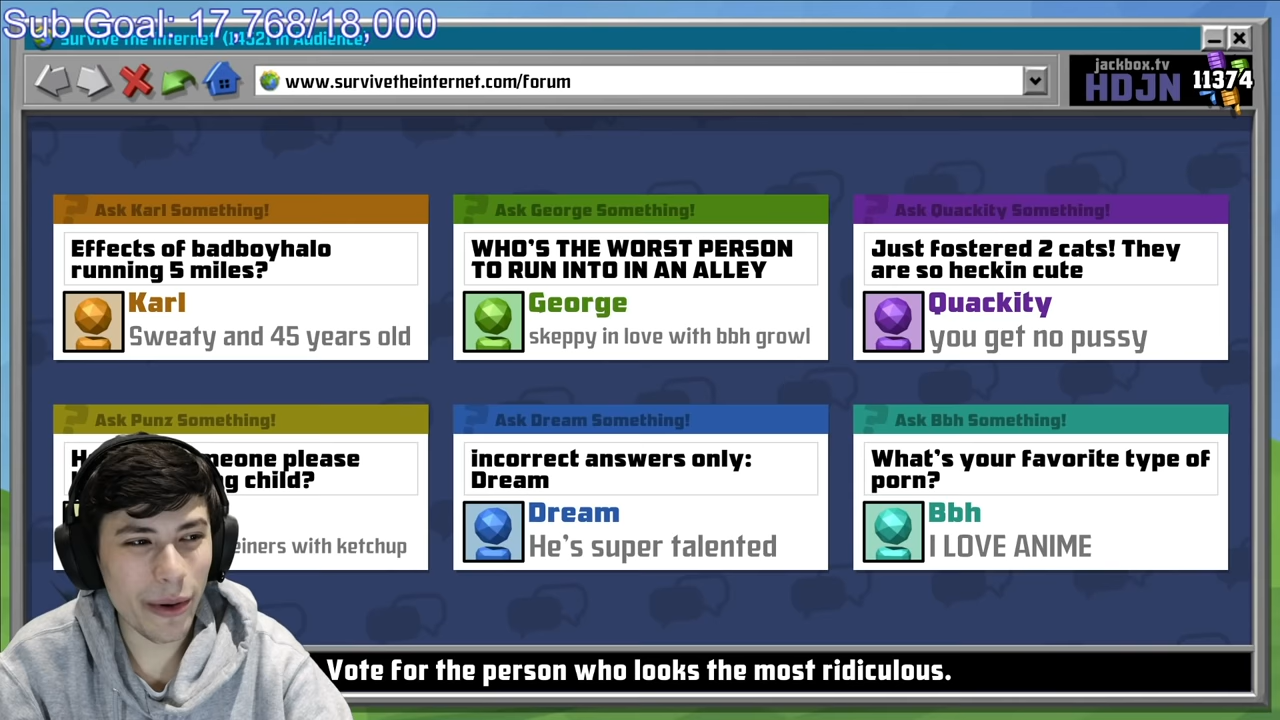 Sub Goal: 17,768/18,000
Survive the Internet (14321 in Audience)
www.survivetheinternet.com/forum
jackbox.tv
HDJN
11374
Ask Karl Something!
Effects of badboyhalo
running 5 miles?
Karl
Sweaty and 45 years old
Ask George Something!
WHO'S THE WORST PERSON
TO RUN INTO IN AN ALLEY
George
skeppy in love with bbh growl
Ask Quackity Something!
Just fostered 2 cats! They
are so heckin cute
Quackity
you get no pussy
Ask Punz Something!
please
child?
with ketchup
Ask Dream Something!
incorrect answers only:
Dream
Dream
He's super talented
Ask Bbh Something!
What's your favorite type of
porn?
Bbh
I LOVE ANIME
Vote for the person who looks the most ridiculous.